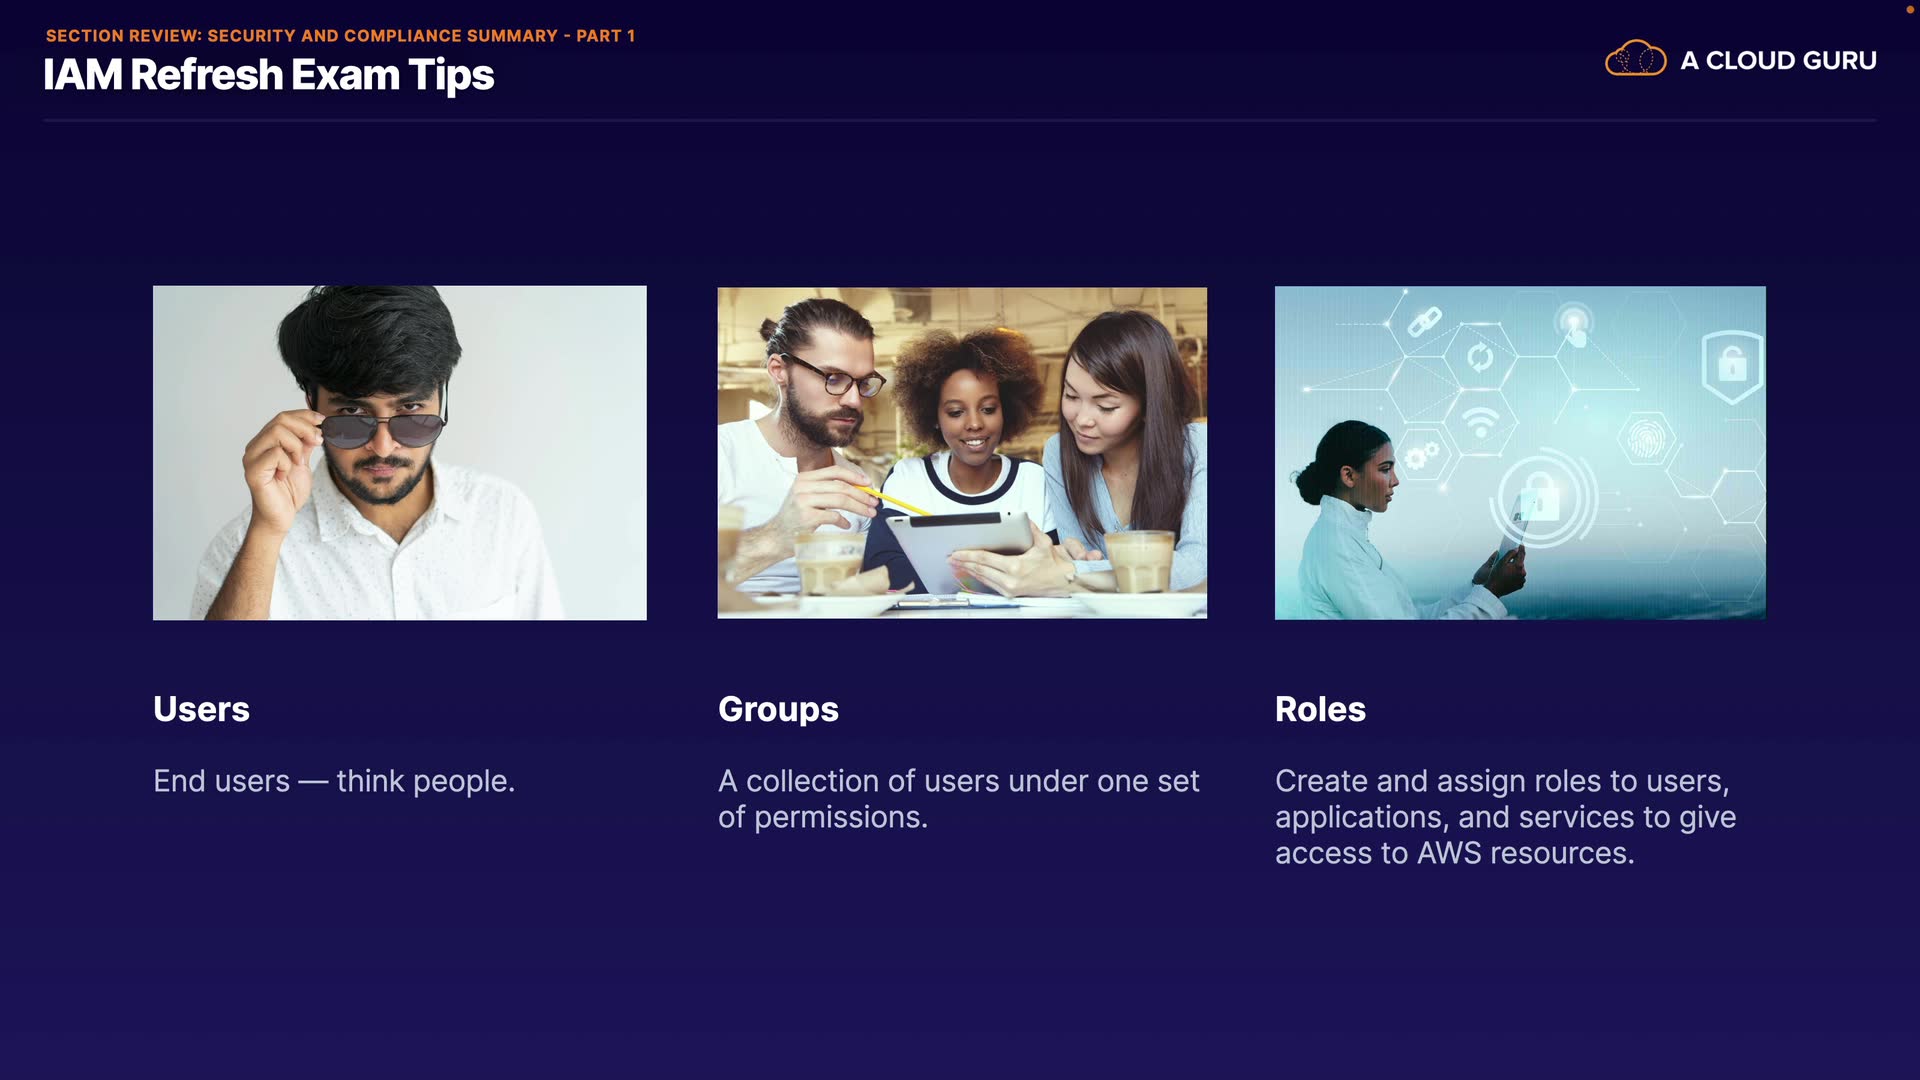 SECTION REVIEW: SECURITY AND COMPLIANCE SUMMARY - PART 1
IAM Refresh Exam Tips
A CLOUD GURU
Users
End users — think people.
Groups
A collection of users under one set
of permissions.
Roles
Create and assign roles to users,
applications, and services to give
access to AWS resources.